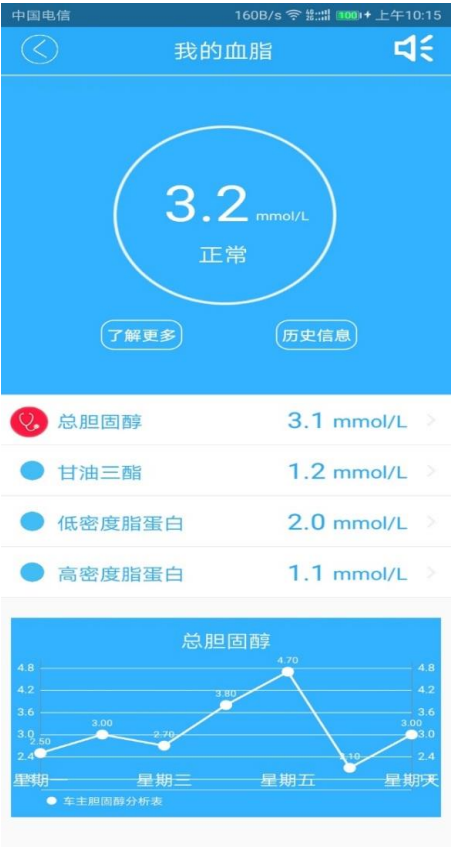 中国电信 160B/s 100 上午10:15
我的血脂
3.2 mmol/L
正常
了解更多 历史信息
总胆固醇 3.1 mmol/L
甘油三酯 1.2 mmol/L
低密度脂蛋白 2.0 mmol/L
高密度脂蛋白 1.1 mmol/L
总胆固醇
4.8 4.70 4.8
4.2 3.80 4.2
3.6 3.00 3.00 3.6
3.0 2.50 2.70 3.0
2.4 2.10 2.4
星期一 星期三 星期五 星期天
车主胆固醇分析表